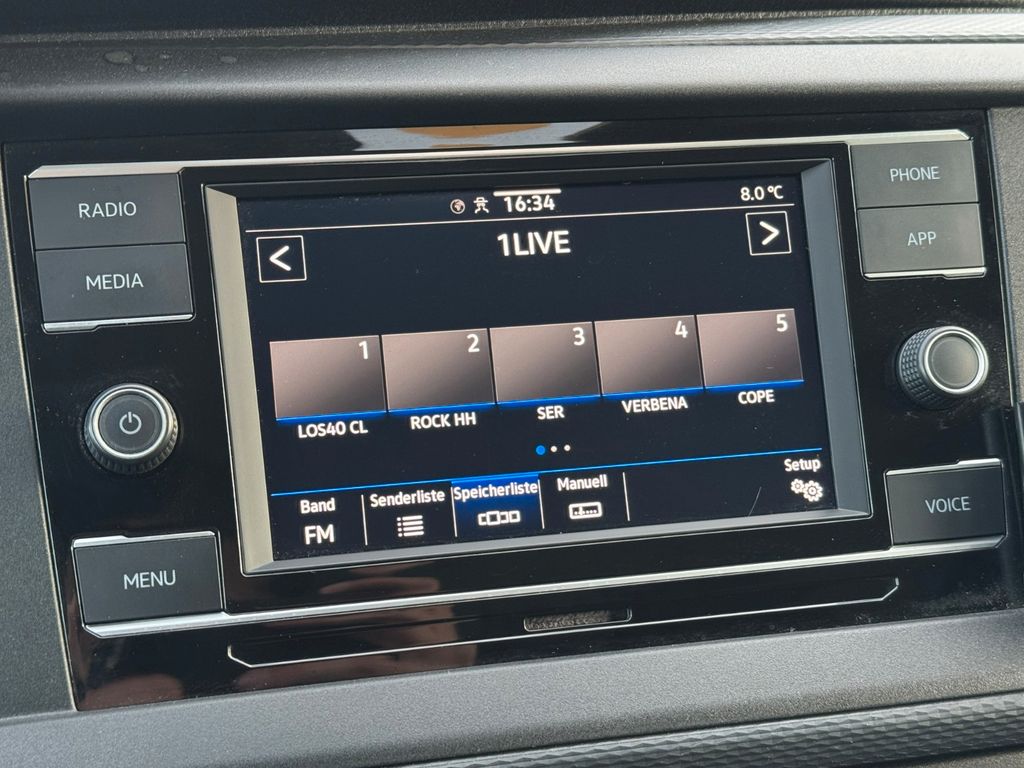 RADIO
MEDIA
MENU
16:34
8.0 °C
<
1LIVE
>
1
2
3
4
5
LOS40 CL
ROCK HH
SER
VERBENA
COPE
Band
FM
Senderliste
Speicherliste
Manuell
Setup
PHONE
APP
VOICE